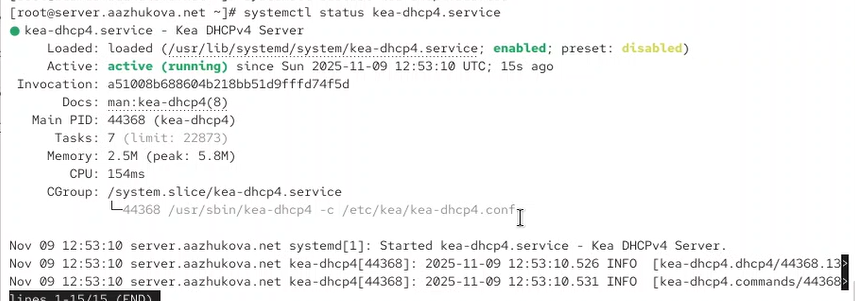 [root@server.aazhukova.net ~]# systemctl status kea-dhcp4.service
● kea-dhcp4.service - Kea DHCPv4 Server
Loaded: loaded (/usr/lib/systemd/system/kea-dhcp4.service; enabled; preset: disabled)
Active: active (running) since Sun 2025-11-09 12:53:10 UTC; 15s ago
Invocation: a51008b688604b218bb51d9fffd74f5d
Docs: man:kea-dhcp4(8)
Main PID: 44368 (kea-dhcp4)
Tasks: 7 (limit: 22873)
Memory: 2.5M (peak: 5.8M)
CPU: 154ms
CGroup: /system.slice/kea-dhcp4.service
└─44368 /usr/sbin/kea-dhcp4 -c /etc/kea/kea-dhcp4.conf

Nov 09 12:53:10 server.aazhukova.net systemd[1]: Started kea-dhcp4.service - Kea DHCPv4 Server.
Nov 09 12:53:10 server.aazhukova.net kea-dhcp4[44368]: 2025-11-09 12:53:10.526 INFO  [kea-dhcp4.dhcp4/44368.13>
Nov 09 12:53:10 server.aazhukova.net kea-dhcp4[44368]: 2025-11-09 12:53:10.531 INFO  [kea-dhcp4.commands/44368>
lines 1-15/15 (END)